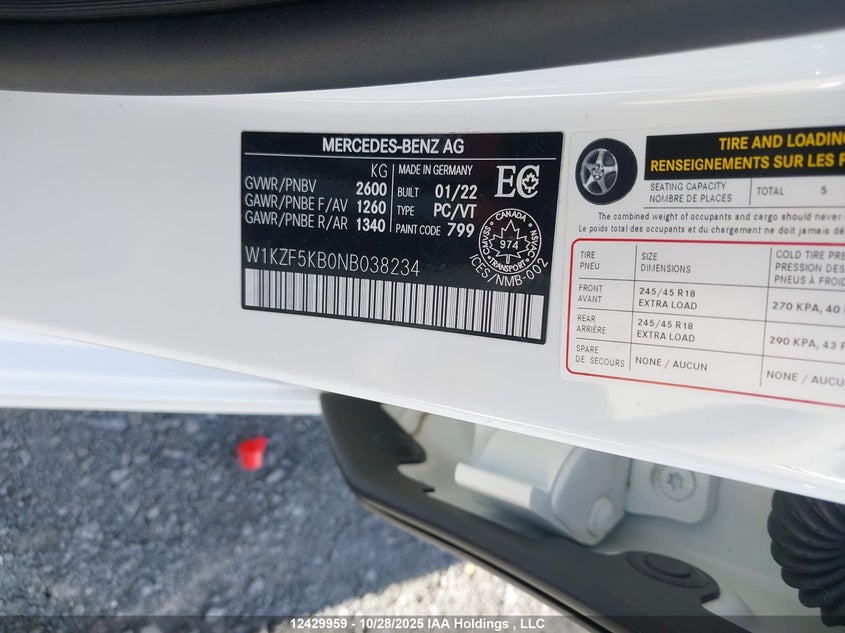 MERCEDES-BENZ AG
KG
GVWR/PNBV 2600
GAWR/PNBE F/AV 1260
GAWR/PNBE R/AR 1340
MADE IN GERMANY
BUILT 01/22
TYPE PC/VT
PAINT CODE 799
EC
CANADA
CMVSS
974
NSVAC
TRANSPORT
ICES/NMB-002
W1KZF5KB0NB038234
TIRE AND LOADING
RENSEIGNEMENTS SUR LES P
SEATING CAPACITY
NOMBRE DE PLACES
TOTAL 5
The combined weight of occupants and cargo should never
Le poids total des occupants et du chargement ne doit jamais d
TIRE
PNEU
SIZE
DIMENSIONS
COLD TIRE PRE
PRESSION DES
PNEUS À FROID
FRONT
AVANT
245/45 R18
EXTRA LOAD
270 KPA, 40
REAR
ARRIÈRE
245/45 R18
EXTRA LOAD
290 KPA, 43
SPARE
DE SECOURS
NONE / AUCUN
NONE / AUCU
12429959 • 10/28/2025 IAA Holdings , LLC